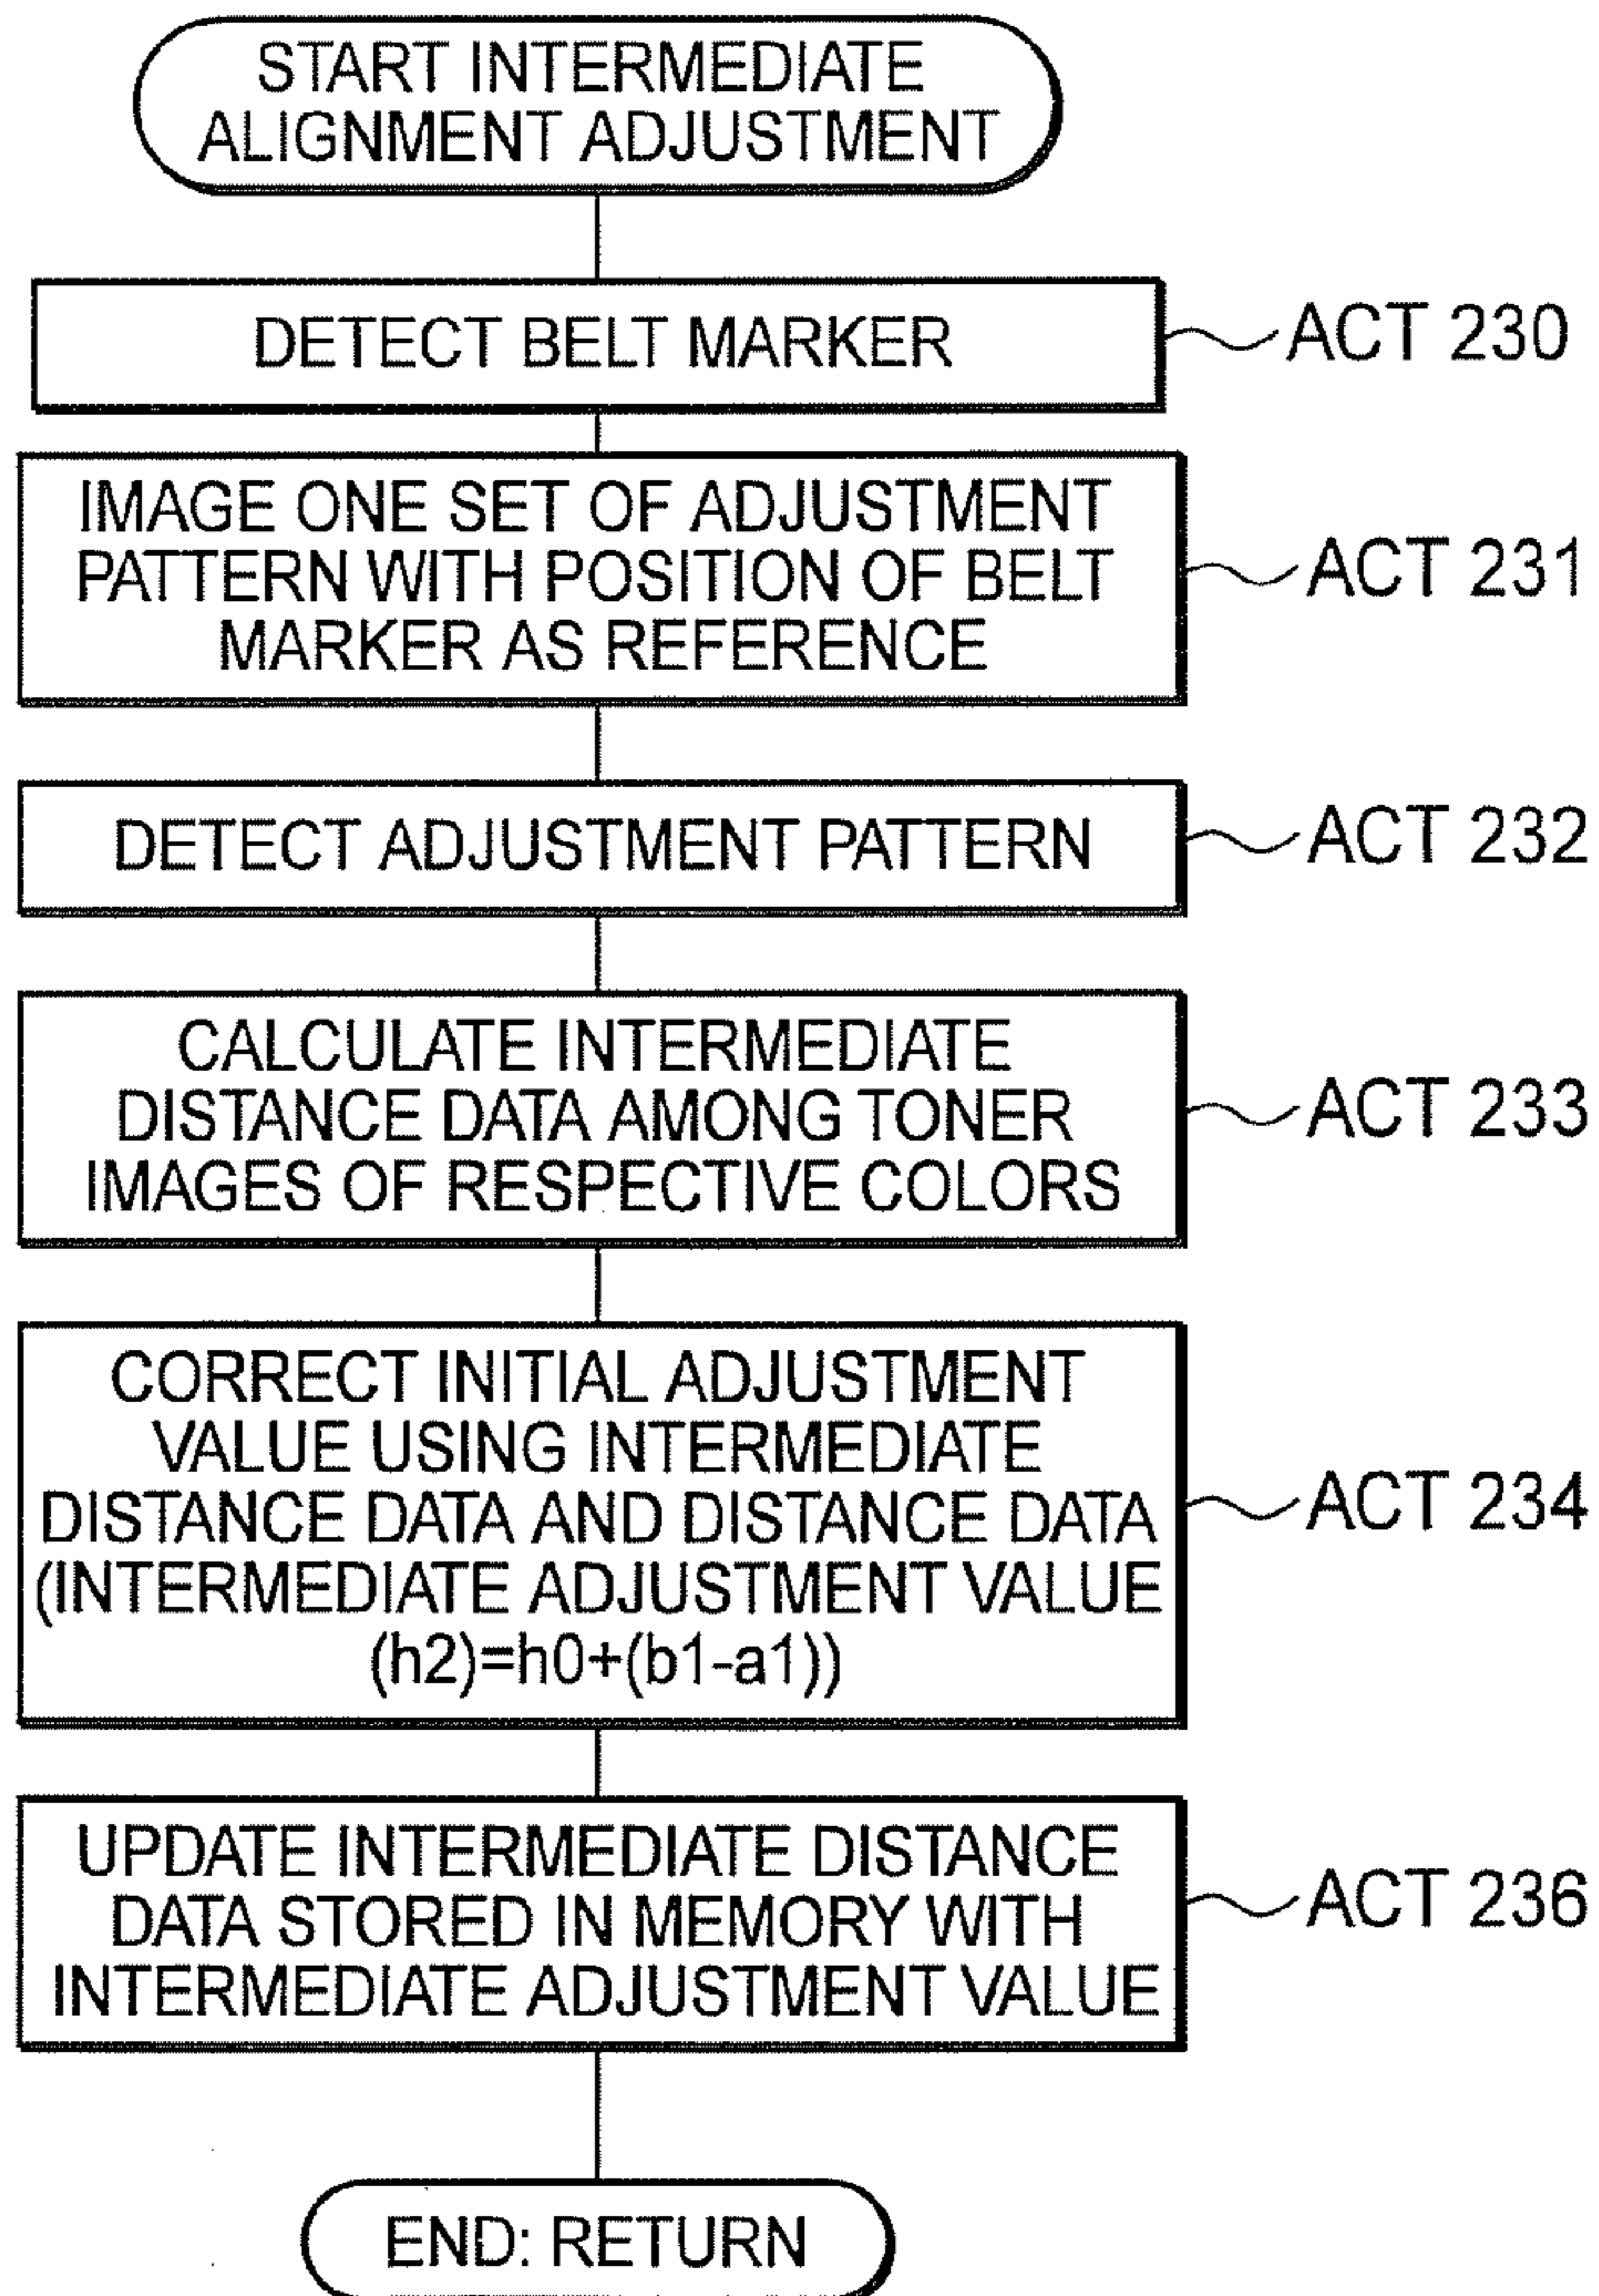 START INTERMEDIATE
ALIGNMENT ADJUSTMENT
DETECT BELT MARKER
ACT 230
IMAGE ONE SET OF ADJUSTMENT
PATTERN WITH POSITION OF BELT
MARKER AS REFERENCE
ACT 231
DETECT ADJUSTMENT PATTERN
ACT 232
CALCULATE INTERMEDIATE
DISTANCE DATA AMONG TONER
IMAGES OF RESPECTIVE COLORS
ACT 233
CORRECT INITIAL ADJUSTMENT
VALUE USING INTERMEDIATE
DISTANCE DATA AND DISTANCE DATA
(INTERMEDIATE ADJUSTMENT VALUE
(h2)=h0+(b1-a1))
ACT 234
UPDATE INTERMEDIATE DISTANCE
DATA STORED IN MEMORY WITH
INTERMEDIATE ADJUSTMENT VALUE
ACT 236
END: RETURN